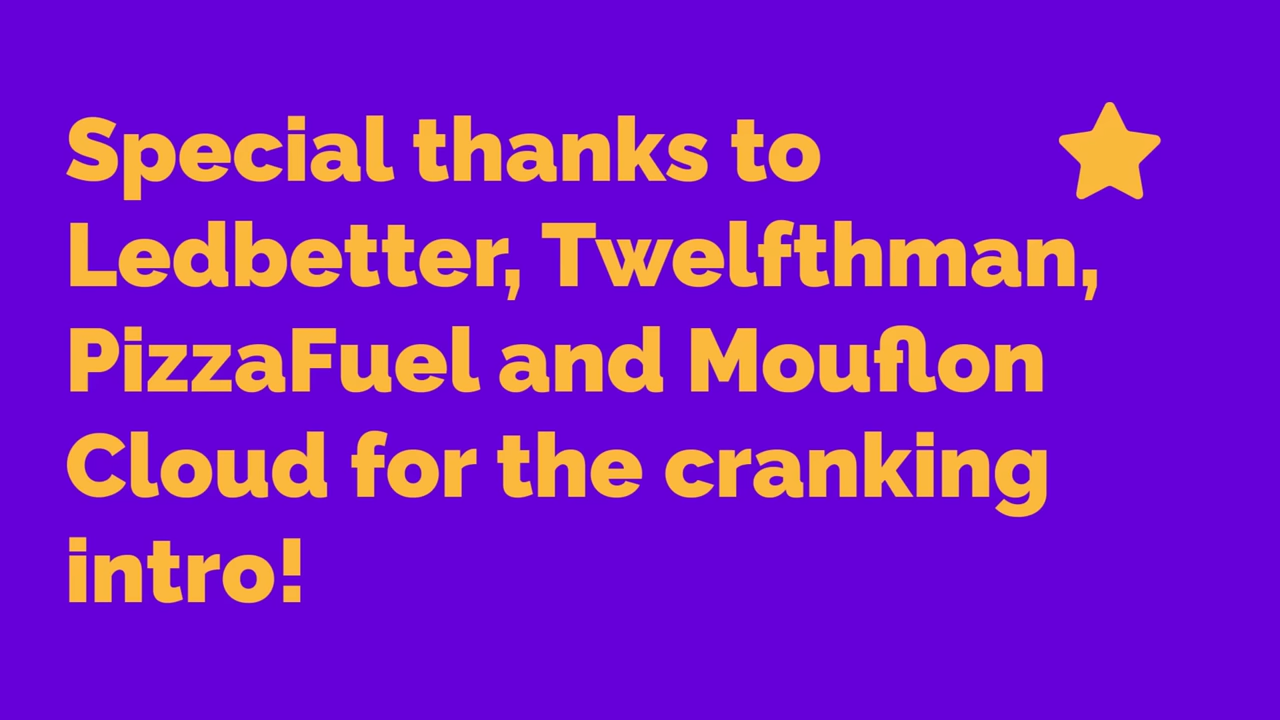 Special thanks to
Ledbetter, Twelfthman,
PizzaFuel and Mouflon
Cloud for the cranking
intro!